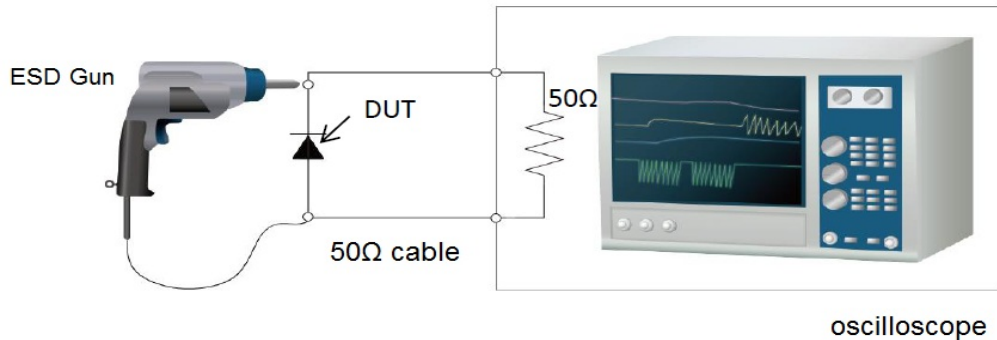 ESD Gun
DUT
50Ω
50Ω cable
oscilloscope